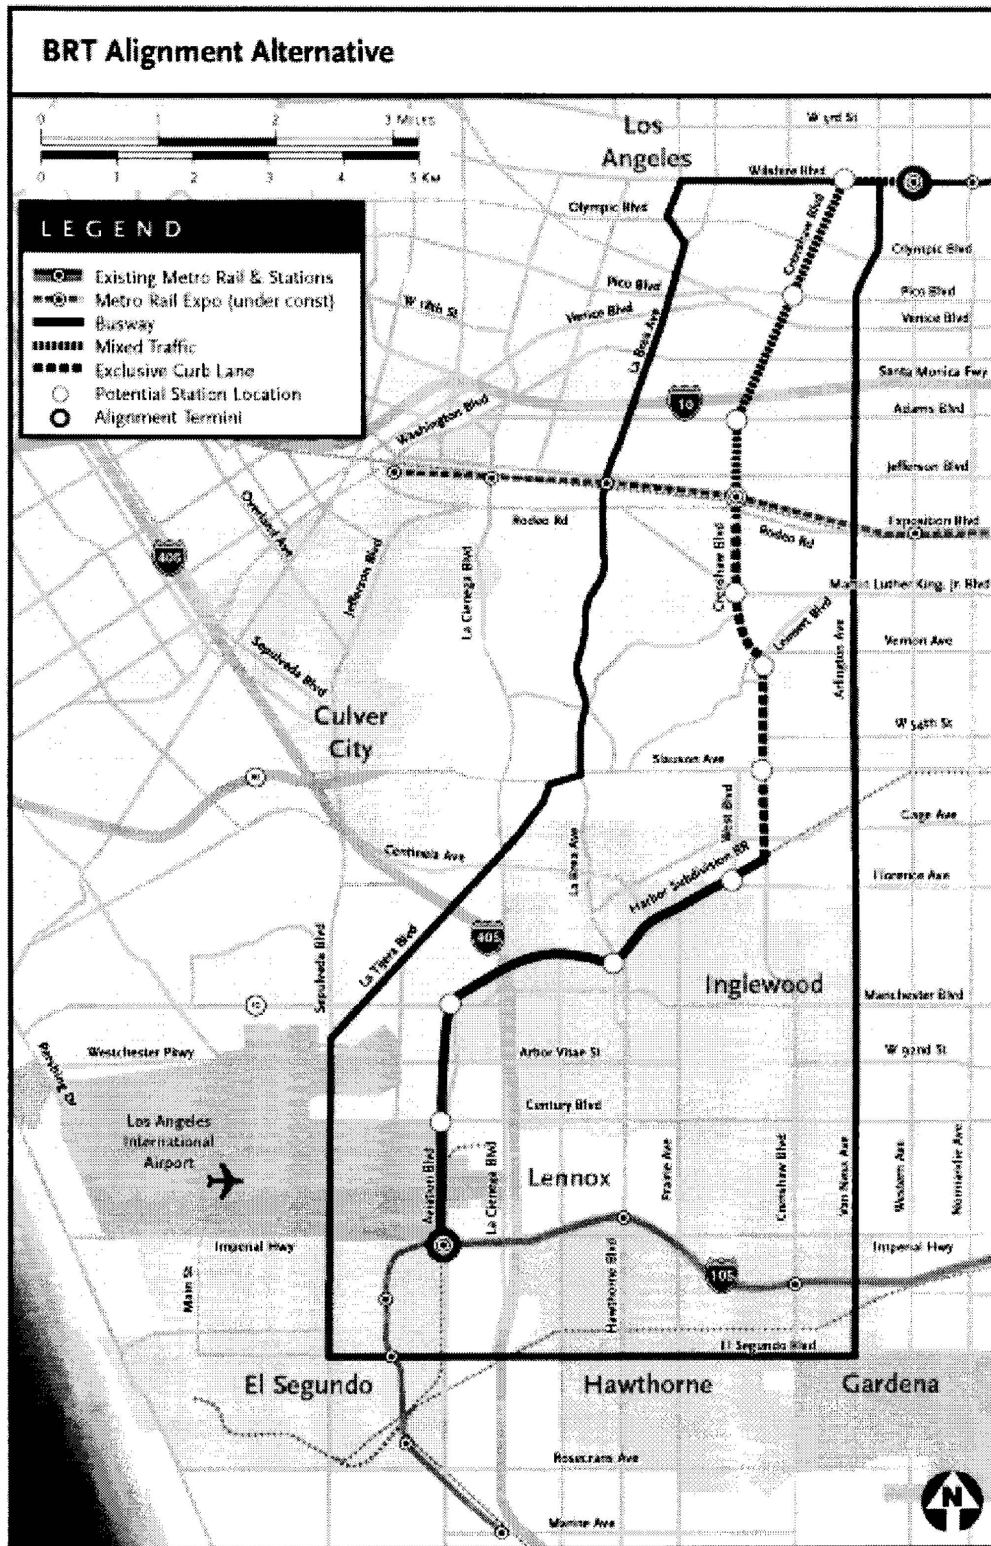 BRT Alignment Alternative
0 1 2 3 MILES
0 1 2 3 4 5 KM
LEGEND
Existing Metro Rail & Stations
Metro Rail Expo (under const)
Busway
Mixed Traffic
Exclusive Curb Lane
Potential Station Location
Alignment Termini
Los
Angeles
W 3rd St
Wilshire Blvd
Olympic Blvd
Crenshaw Blvd
Olympic Blvd
Pico Blvd
Pico Blvd
W 18th St
Venice Blvd
Venice Blvd
La Brea Ave
Santa Monica Fwy
10
Adams Blvd
Washington Blvd
Jefferson Blvd
Overland Ave
Rodeo Rd
Exposition Blvd
Rodeo Rd
405
Jefferson Blvd
La Cienega Blvd
Crenshaw Blvd
Martin Luther King, Jr. Blvd
Leimert Blvd
Vernon Ave
Arlington Ave
Sepulveda Blvd
Culver
City
W 54th St
Slauson Ave
West Blvd
Gage Ave
Centinela Ave
La Brea Ave
Harbor Subdivision RR
Florence Ave
405
La Tijera Blvd
Sepulveda Blvd
Inglewood
Manchester Blvd
Westchester Pkwy
Arbor Vitae St
W 92nd St
Pershing Dr
Century Blvd
Los Angeles
International
Airport
Aviation Blvd
La Cienega Blvd
Lennox
Prairie Ave
Crenshaw Blvd
Van Ness Ave
Western Ave
Normandie Ave
Imperial Hwy
Imperial Hwy
Main St
Hawthorne Blvd
105
El Segundo Blvd
El Segundo
Hawthorne
Gardena
Rosecrans Ave
Marine Ave
N